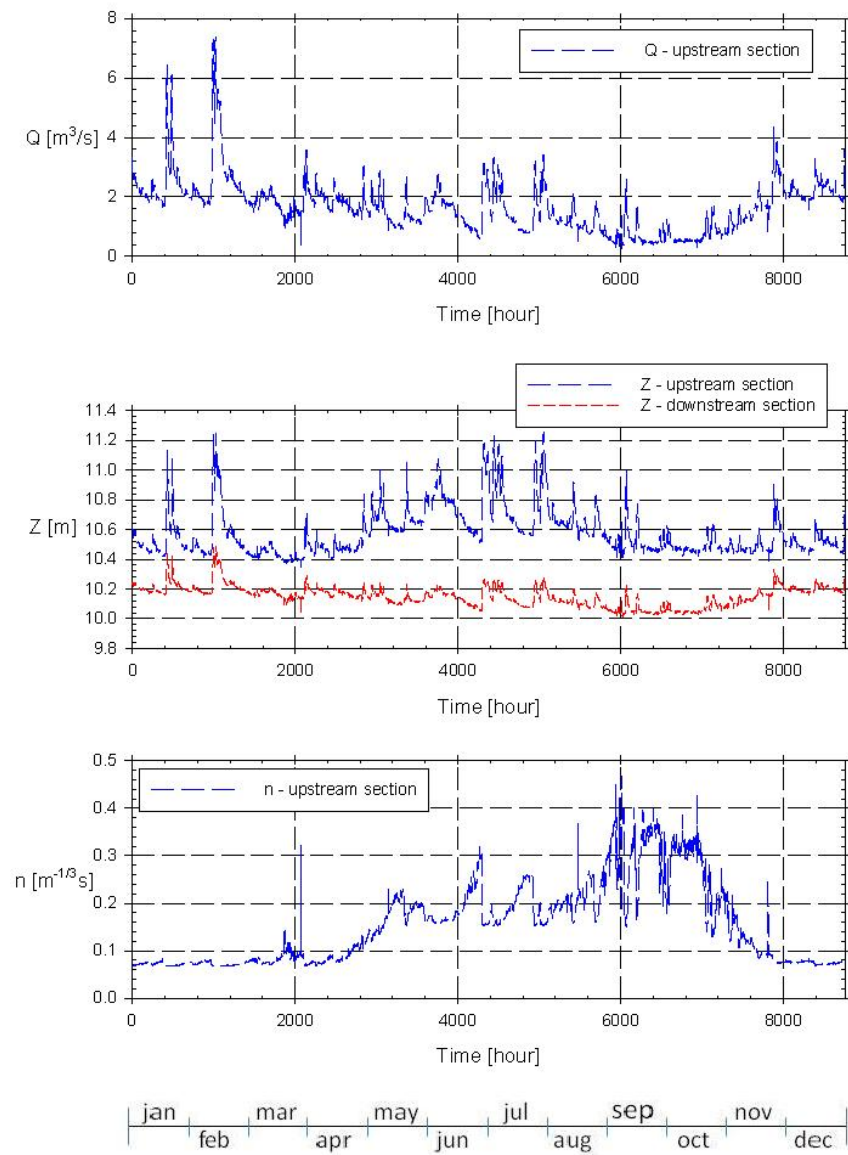 8
Q - upstream section
6
Q [m³/s]
4
2
0
0 2000 4000 6000 8000
Time [hour]
Z - upstream section
Z - downstream section
11.4
11.2
11.0
10.8
Z [m]
10.6
10.4
10.2
10.0
9.8
0 2000 4000 6000 8000
Time [hour]
0.5
n - upstream section
0.4
0.3
n [m⁻¹/³s]
0.2
0.1
0.0
0 2000 4000 6000 8000
Time [hour]
jan mar may jul sep nov
feb apr jun aug oct dec